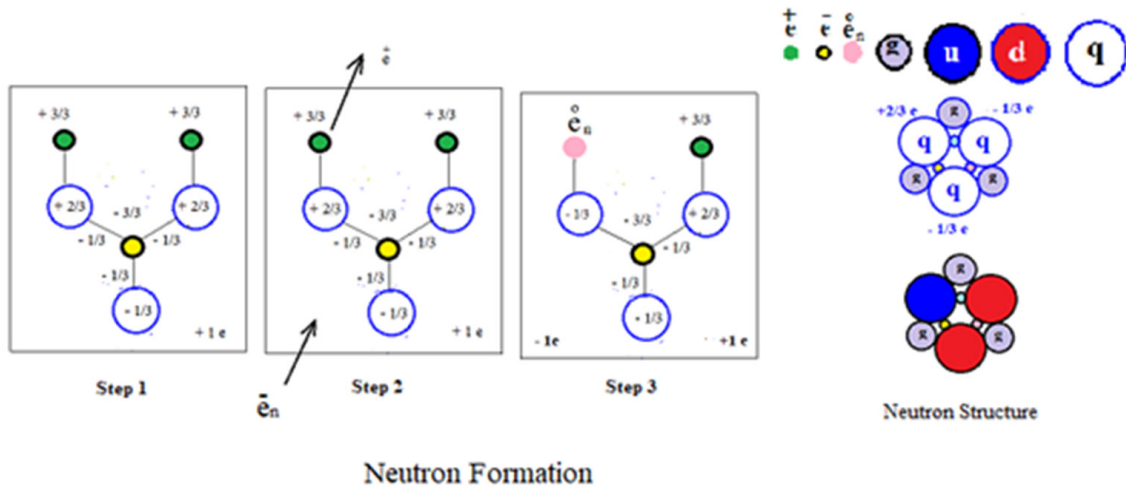 + 3/3 + 3/3
+ 2/3 + 2/3
- 3/3
- 1/3 - 1/3
- 1/3
- 1/3
+ 1 e
Step 1
e
+ 3/3 + 3/3
+ 2/3 + 2/3
- 3/3
- 1/3 - 1/3
- 1/3
- 1/3
+ 1 e
Step 2
ēn
e̊n
+ 3/3
- 1/3 + 2/3
- 3/3
- 1/3
- 1/3
- 1/3
- 1e +1e
Step 3
e⁺ ē e̊n g u d q
+2/3 e g - 1/3 e
q q
g q g
- 1/3 e
g
g g
Neutron Structure
Neutron Formation